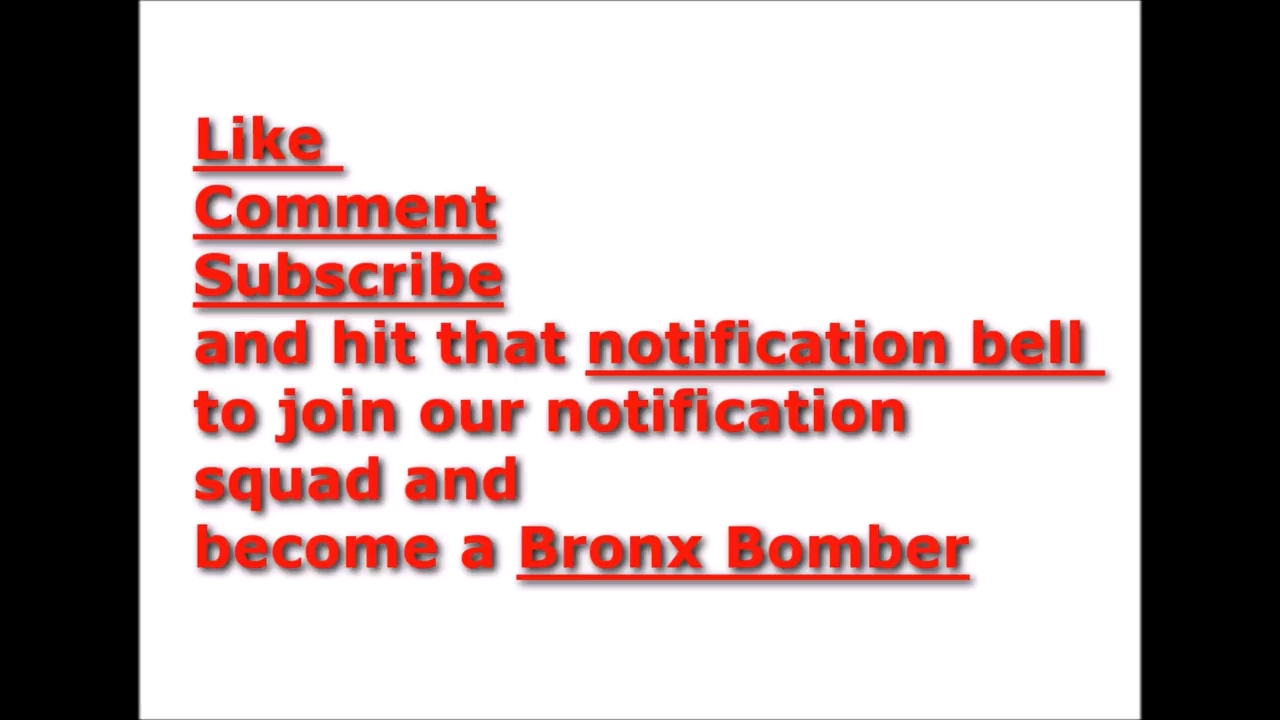 Like
Comment
Subscribe
and hit that notification bell
to join our notification
squad and
become a Bronx Bomber